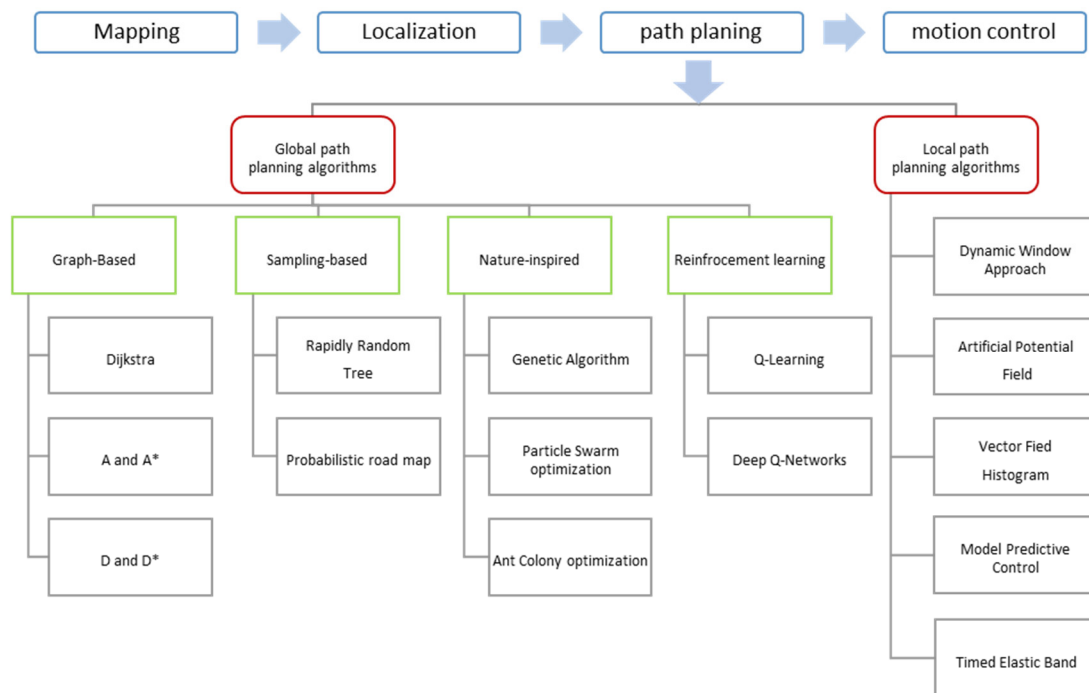 Mapping
Localization
path planing
motion control
Global path
planning algorithms
Local path
planning algorithms
Graph-Based
Sampling-based
Nature-inspired
Reinfrocement learning
Dynamic Window
Approach
Dijkstra
Rapidly Random
Tree
Genetic Algorithm
Q-Learning
Artificial Potential
Field
A and A*
Probabilistic road map
Particle Swarm
optimization
Deep Q-Networks
Vector Fied
Histogram
D and D*
Ant Colony optimization
Model Predictive
Control
Timed Elastic Band